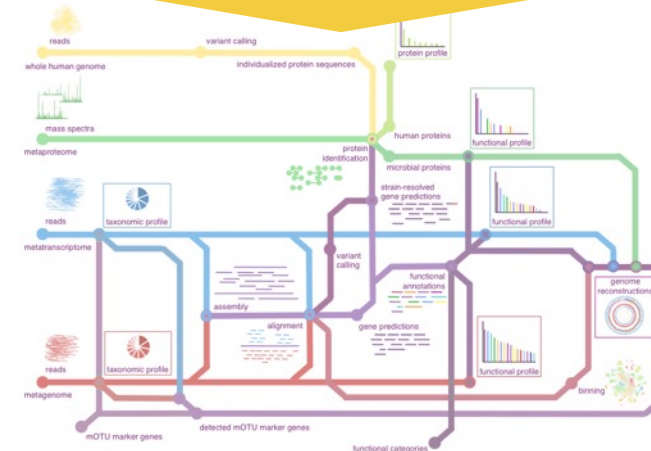 reads
variant calling
protein profile
whole human genome
individualized protein sequences
mass spectra
human proteins
functional profile
metaproteome
protein
identification
microbial proteins
reads
taxonomic profile
strain-resolved
gene predictions
functional profile
metatranscriptome
variant
calling
functional
annotations
genome
reconstructions
assembly
alignment
gene predictions
reads
taxonomic profile
functional profile
metagenome
binning
detected mOTU marker genes
mOTU marker genes
functional categories